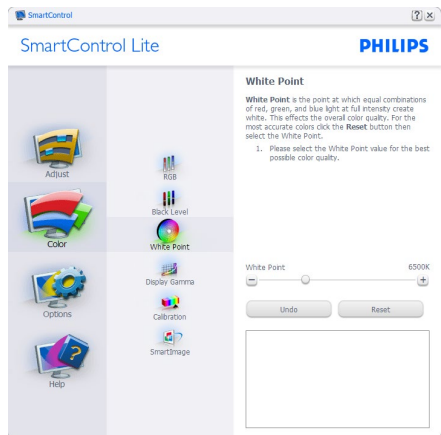 SmartControl
SmartControl Lite
PHILIPS
Adjust
Color
Options
Help
RGB
Black Level
White Point
Display Gamma
Calibration
SmartImage
White Point
White Point is the point at which equal combinations
of red, green, and blue light at full intensity create
white. This effects the overall color quality. For the
most accurate colors click the Reset button then
select the White Point.
1. Please select the White Point value for the best
possible color quality.
White Point 6500K
Undo Reset